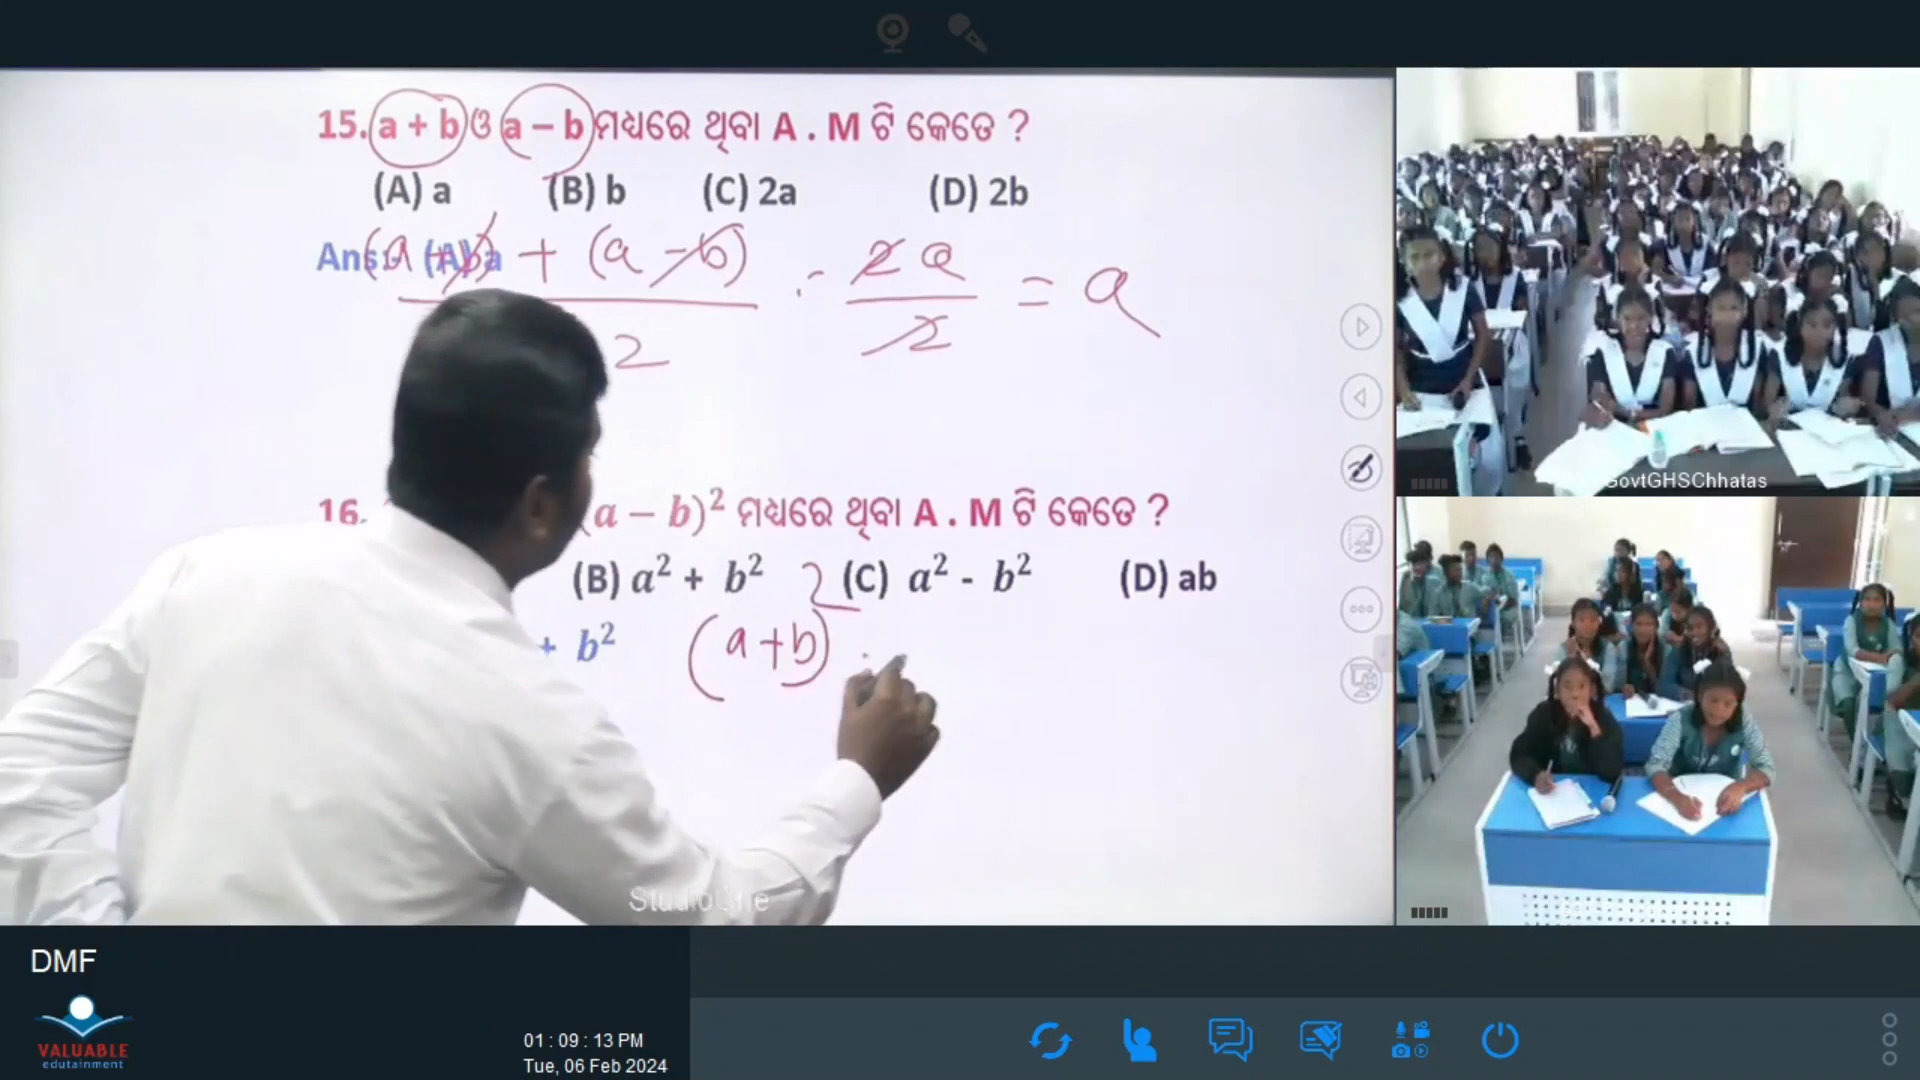 15. a + b ଓ a – b ମଧ୍ୟରେ ଥିବା A . M ଟି କେତେ ?
(A) a (B) b (C) 2a (D) 2b
Ans:- (A) a
(a + b) + (a - b)
2
2a
2
= a
16. (a – b)² ମଧ୍ୟରେ ଥିବା A . M ଟି କେତେ ?
(B) a² + b² (C) a² - b² (D) ab
+ b²
(a+b)²
GovtGHSChhatas
DMF
VALUABLE
edutainment
01 : 09 : 13 PM
Tue, 06 Feb 2024